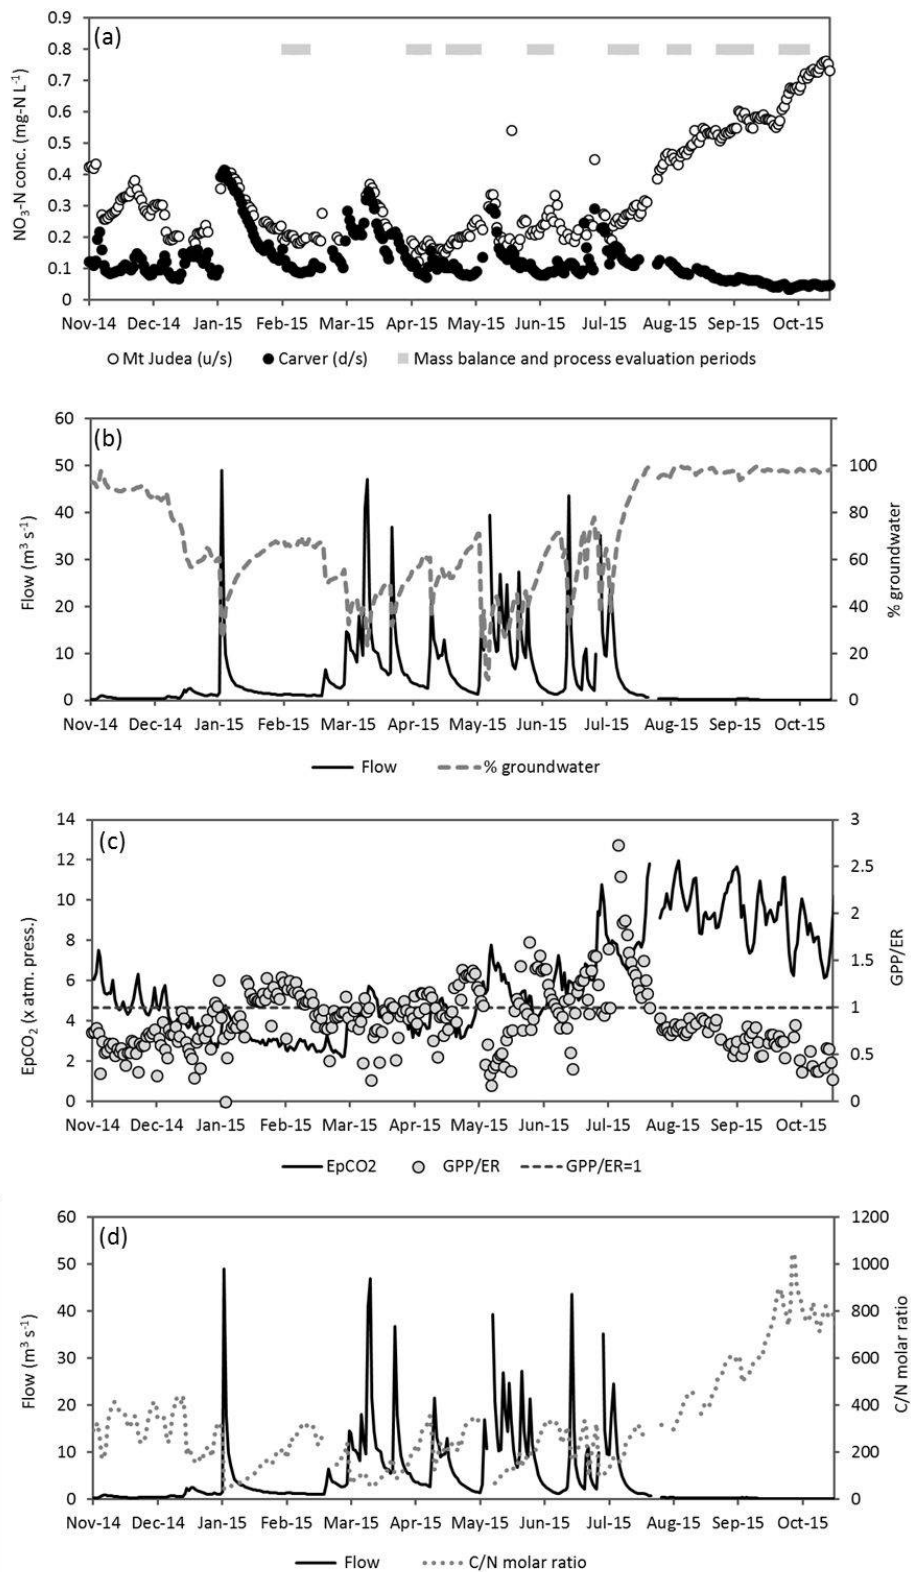 (a)
NO₃-N conc. (mg-N L⁻¹)
0.9
0.8
0.7
0.6
0.5
0.4
0.3
0.2
0.1
0
Nov-14 Dec-14 Jan-15 Feb-15 Mar-15 Apr-15 May-15 Jun-15 Jul-15 Aug-15 Sep-15 Oct-15
Mt Judea (u/s) Carver (d/s) Mass balance and process evaluation periods
(b)
Flow (m³ s⁻¹)
60
50
40
30
20
10
0
120
100
80
60
40
20
0
% groundwater
Nov-14 Dec-14 Jan-15 Feb-15 Mar-15 Apr-15 May-15 Jun-15 Jul-15 Aug-15 Sep-15 Oct-15
Flow % groundwater
(c)
EpCO₂ (x atm. press.)
14
12
10
8
6
4
2
0
3
2.5
2
1.5
1
0.5
0
GPP/ER
Nov-14 Dec-14 Jan-15 Feb-15 Mar-15 Apr-15 May-15 Jun-15 Jul-15 Aug-15 Sep-15 Oct-15
EpCO2 GPP/ER GPP/ER=1
(d)
Flow (m³ s⁻¹)
60
50
40
30
20
10
0
1200
1000
800
600
400
200
0
C/N molar ratio
Nov-14 Dec-14 Jan-15 Feb-15 Mar-15 Apr-15 May-15 Jun-15 Jul-15 Aug-15 Sep-15 Oct-15
Flow C/N molar ratio